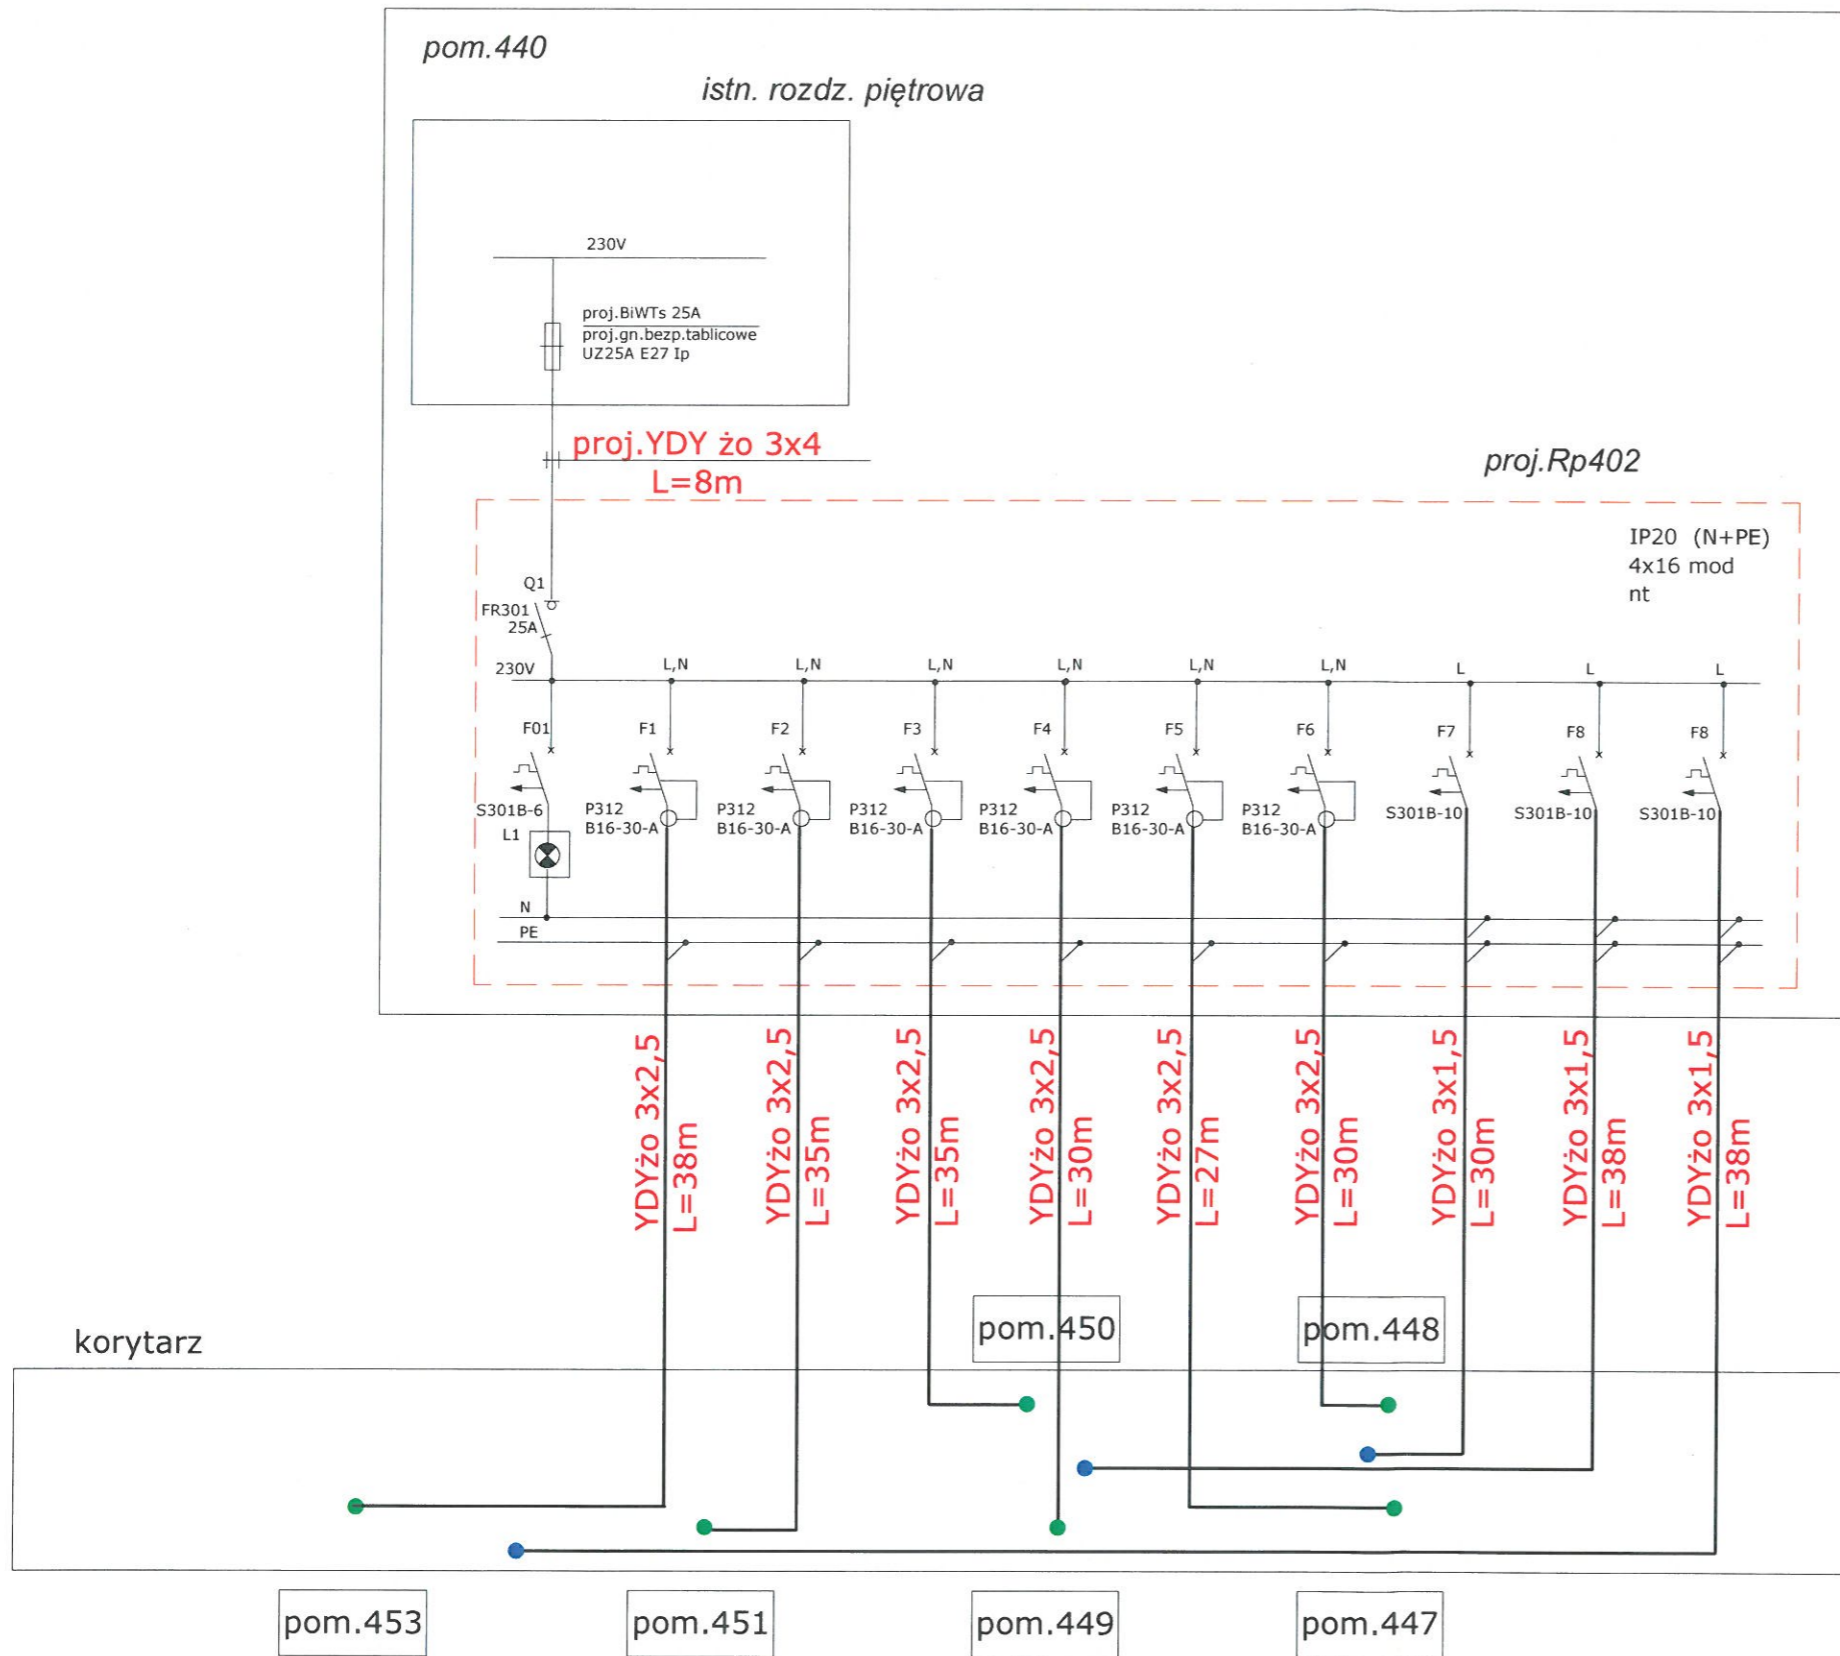 pom.440
istn. rozdz. piętrowa
230V
proj.BiWTs 25A
proj.gn.bezp.tablicowe
UZ25A E27 Ip
proj.YDY żo 3x4
L=8m
proj.Rp402
IP20 (N+PE)
4x16 mod
nt
Q1
FR301
25A
230V
L,N
L,N
L,N
L,N
L,N
L,N
L
L
L
F01
F1
F2
F3
F4
F5
F6
F7
F8
F8
S301B-6
L1
P312
B16-30-A
P312
B16-30-A
P312
B16-30-A
P312
B16-30-A
P312
B16-30-A
P312
B16-30-A
S301B-10
S301B-10
S301B-10
N
PE
YDYżo 3x2,5
L=38m
YDYżo 3x2,5
L=35m
YDYżo 3x2,5
L=35m
YDYżo 3x2,5
L=30m
YDYżo 3x2,5
L=27m
YDYżo 3x2,5
L=30m
YDYżo 3x1,5
L=30m
YDYżo 3x1,5
L=38m
YDYżo 3x1,5
L=38m
pom.450
pom.448
korytarz
pom.453
pom.451
pom.449
pom.447